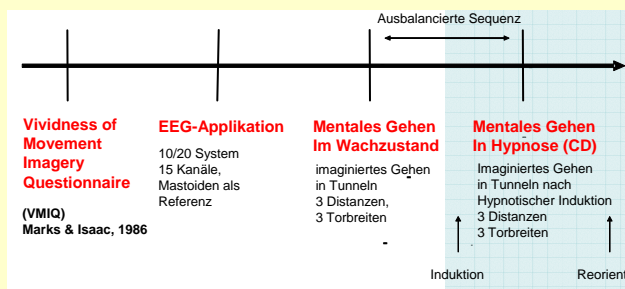 Ausbalancierte Sequenz
Vividness of
Movement
Imagery
Questionnaire
(VMIQ)
Marks & Isaac, 1986
EEG-Applikation
10/20 System
15 Kanäle,
Mastoiden als
Referenz
Mentales Gehen
Im Wachzustand
imaginiertes Gehen
in Tunneln
3 Distanzen,
3 Torbreiten
Mentales Gehen
In Hypnose (CD)
Imaginiertes Gehen
in Tunneln nach
Hypnotischer Induktion
3 Distanzen
3 Torbreiten
Induktion
Reorient